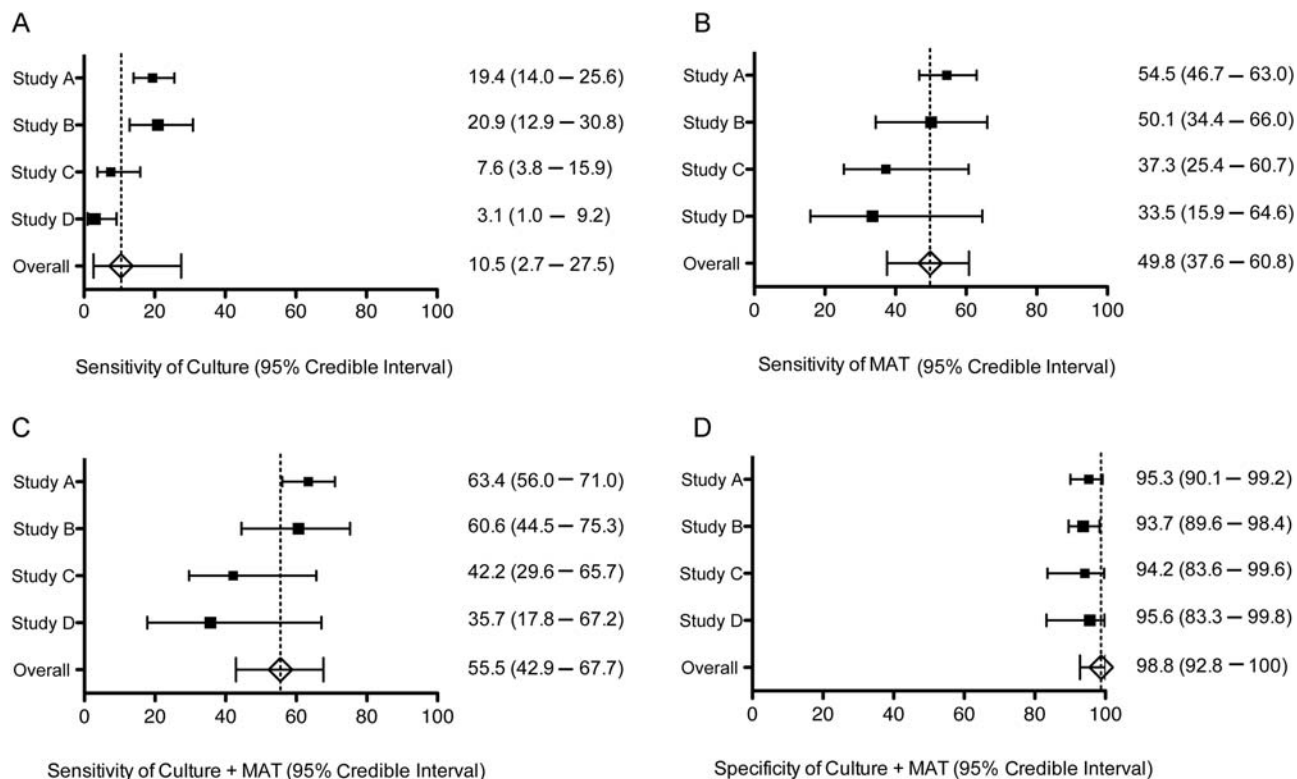 A
Study A 19.4 (14.0 – 25.6)
Study B 20.9 (12.9 – 30.8)
Study C 7.6 (3.8 – 15.9)
Study D 3.1 (1.0 – 9.2)
Overall 10.5 (2.7 – 27.5)
0 20 40 60 80 100
Sensitivity of Culture (95% Credible Interval)
B
Study A 54.5 (46.7 – 63.0)
Study B 50.1 (34.4 – 66.0)
Study C 37.3 (25.4 – 60.7)
Study D 33.5 (15.9 – 64.6)
Overall 49.8 (37.6 – 60.8)
0 20 40 60 80 100
Sensitivity of MAT (95% Credible Interval)
C
Study A 63.4 (56.0 – 71.0)
Study B 60.6 (44.5 – 75.3)
Study C 42.2 (29.6 – 65.7)
Study D 35.7 (17.8 – 67.2)
Overall 55.5 (42.9 – 67.7)
0 20 40 60 80 100
Sensitivity of Culture + MAT (95% Credible Interval)
D
Study A 95.3 (90.1 – 99.2)
Study B 93.7 (89.6 – 98.4)
Study C 94.2 (83.6 – 99.6)
Study D 95.6 (83.3 – 99.8)
Overall 98.8 (92.8 – 100)
0 20 40 60 80 100
Specificity of Culture + MAT (95% Credible Interval)